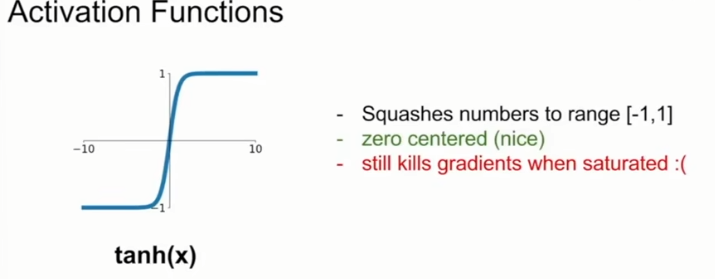 Activation Functions
1
-10
10
-1
tanh(x)
- Squashes numbers to range [-1,1]
- zero centered (nice)
- still kills gradients when saturated :(